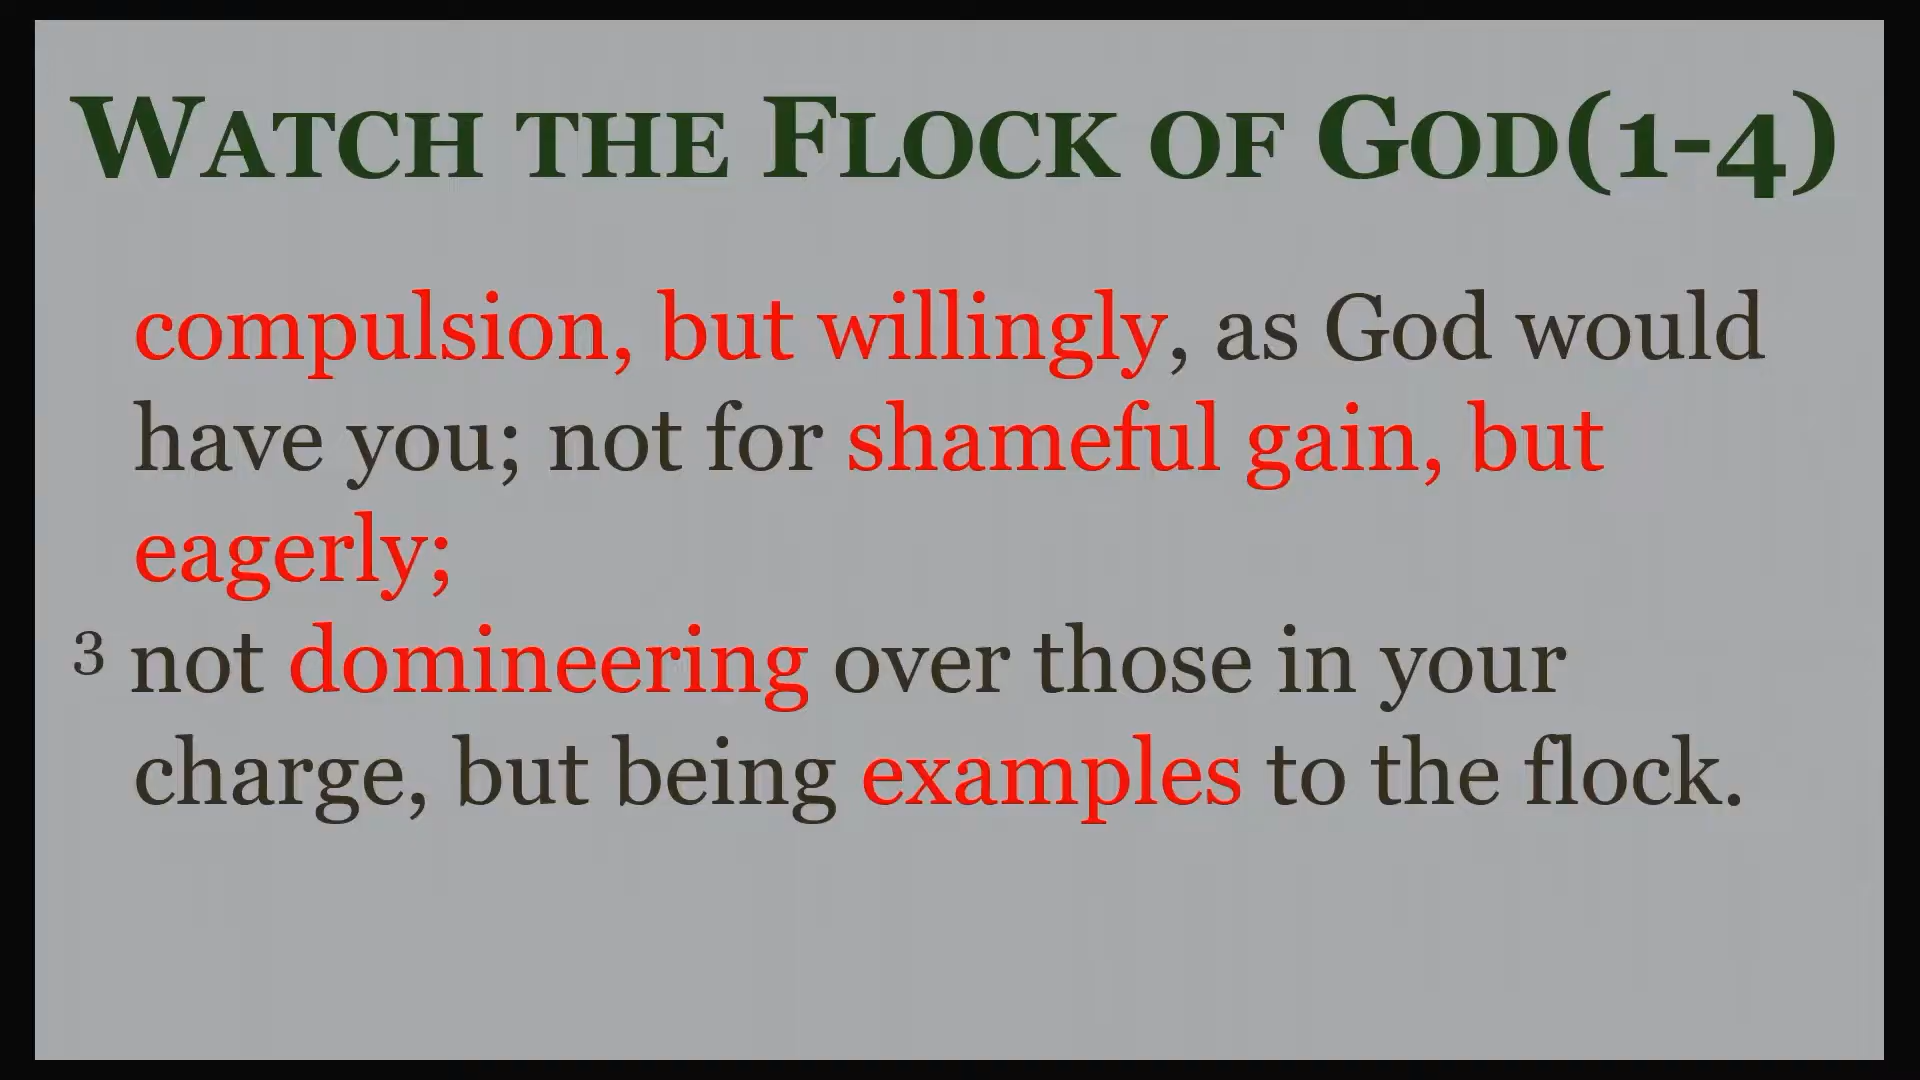 WATCH THE FLOCK OF GOD(1-4)
compulsion, but willingly, as God would
have you; not for shameful gain, but
eagerly;
3 not domineering over those in your
charge, but being examples to the flock.